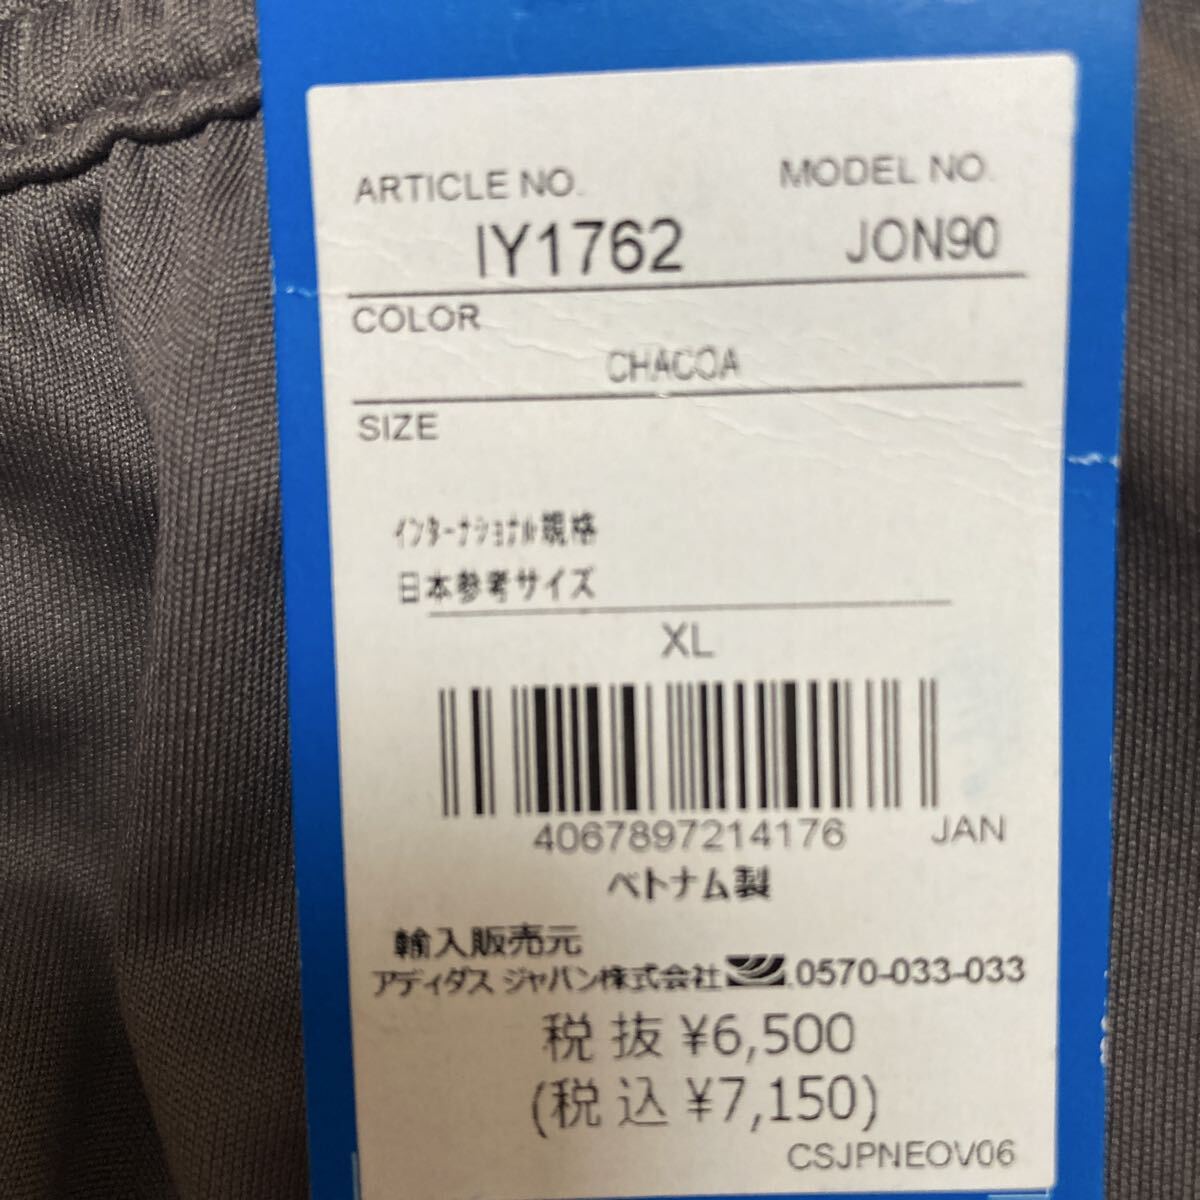 ARTICLE NO. MODEL NO.
IY1762 JON90
COLOR
CHACOA
SIZE
インターナショナル規格
日本参考サイズ
XL
4067897214176 JAN
ベトナム製
輸入販売元
アディダス ジャパン株式会社 0570-033-033
税 抜 ¥6,500
(税 込 ¥7,150)
CSJPNEOV06